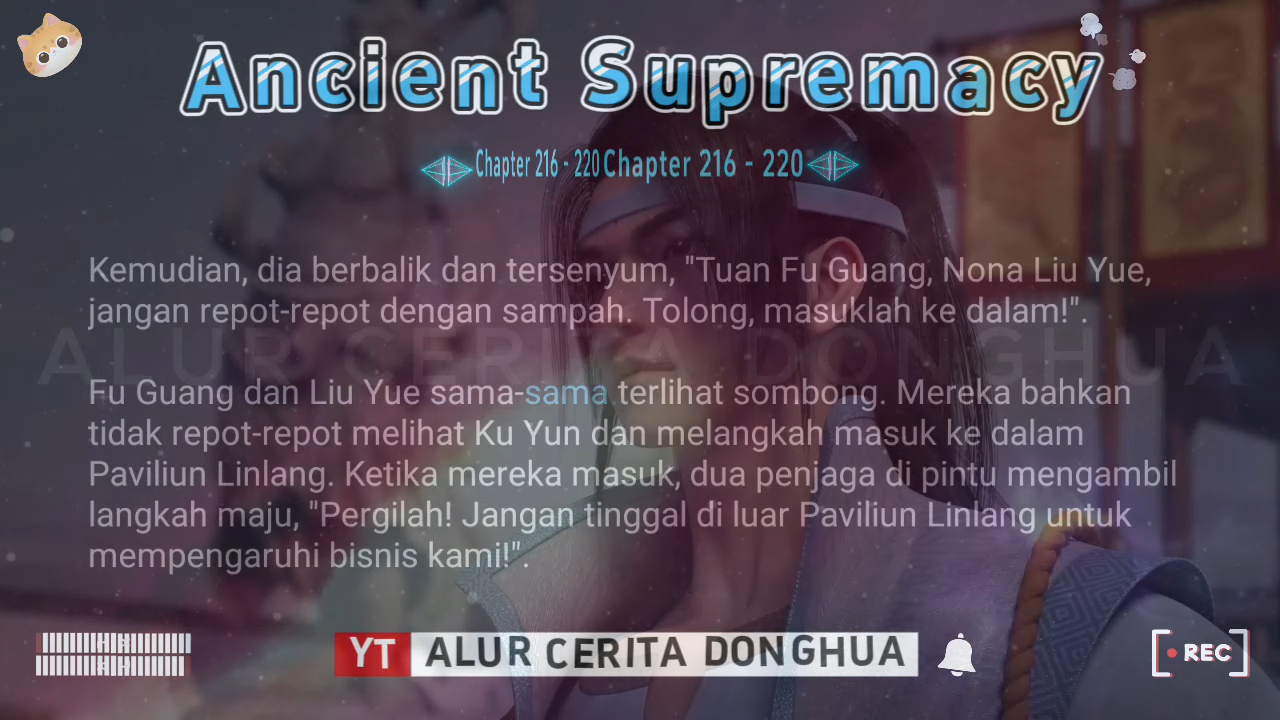 Ancient Supremacy
Chapter 216 - 220 Chapter 216 - 220
Kemudian, dia berbalik dan tersenyum, "Tuan Fu Guang, Nona Liu Yue,
jangan repot-repot dengan sampah. Tolong, masuklah ke dalam!".
ALUR CERITA DONGHUA
Fu Guang dan Liu Yue sama-sama terlihat sombong. Mereka bahkan
tidak repot-repot melihat Ku Yun dan melangkah masuk ke dalam
Paviliun Linlang. Ketika mereka masuk, dua penjaga di pintu mengambil
langkah maju, "Pergilah! Jangan tinggal di luar Paviliun Linlang untuk
mempengaruhi bisnis kami!".
YT ALUR CERITA DONGHUA
REC